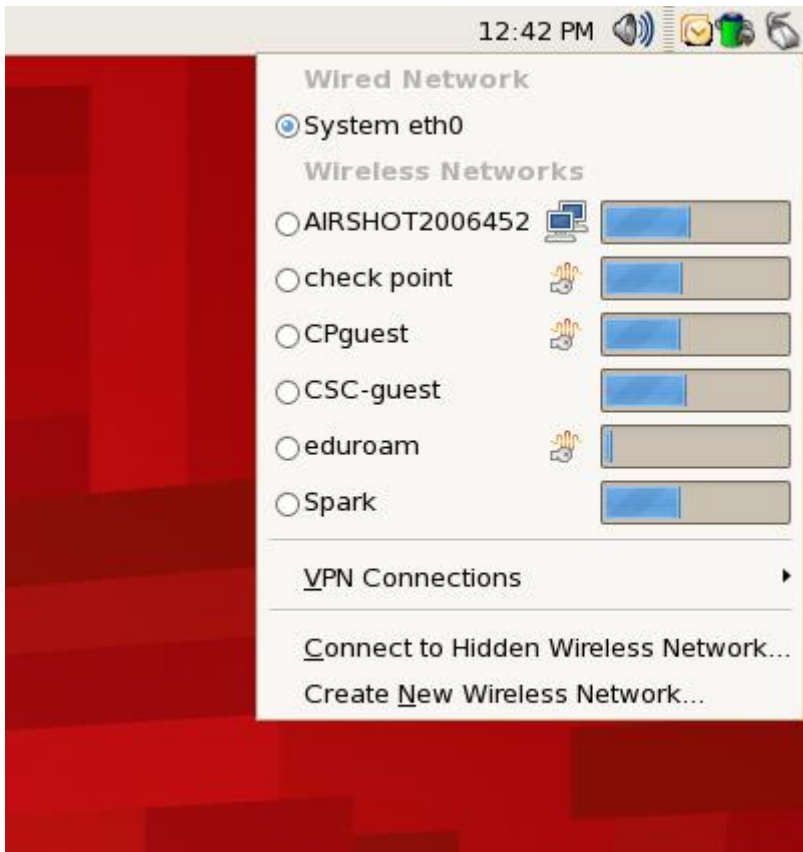 12:42 PM
Wired Network
System eth0
Wireless Networks
AIRSHOT2006452
check point
CPguest
CSC-guest
eduroam
Spark
VPN Connections
Connect to Hidden Wireless Network...
Create New Wireless Network...